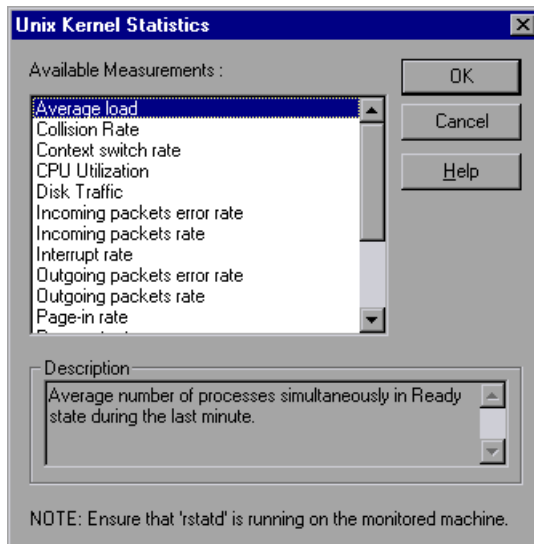 Unix Kernel Statistics
Available Measurements :
OK
Cancel
Help
Average load
Collision Rate
Context switch rate
CPU Utilization
Disk Traffic
Incoming packets error rate
Incoming packets rate
Interrupt rate
Outgoing packets error rate
Outgoing packets rate
Page-in rate
Description
Average number of processes simultaneously in Ready
state during the last minute.
NOTE: Ensure that 'rstatd' is running on the monitored machine.